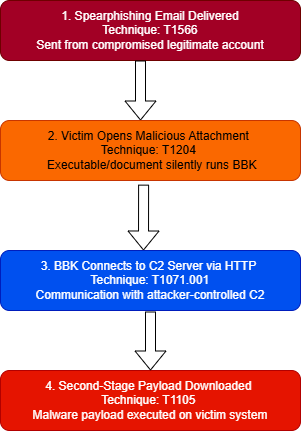 1. Spearphishing Email Delivered
Technique: T1566
Sent from compromised legitimate account
2. Victim Opens Malicious Attachment
Technique: T1204
Executable/document silently runs BBK
3. BBK Connects to C2 Server via HTTP
Technique: T1071.001
Communication with attacker-controlled C2
4. Second-Stage Payload Downloaded
Technique: T1105
Malware payload executed on victim system